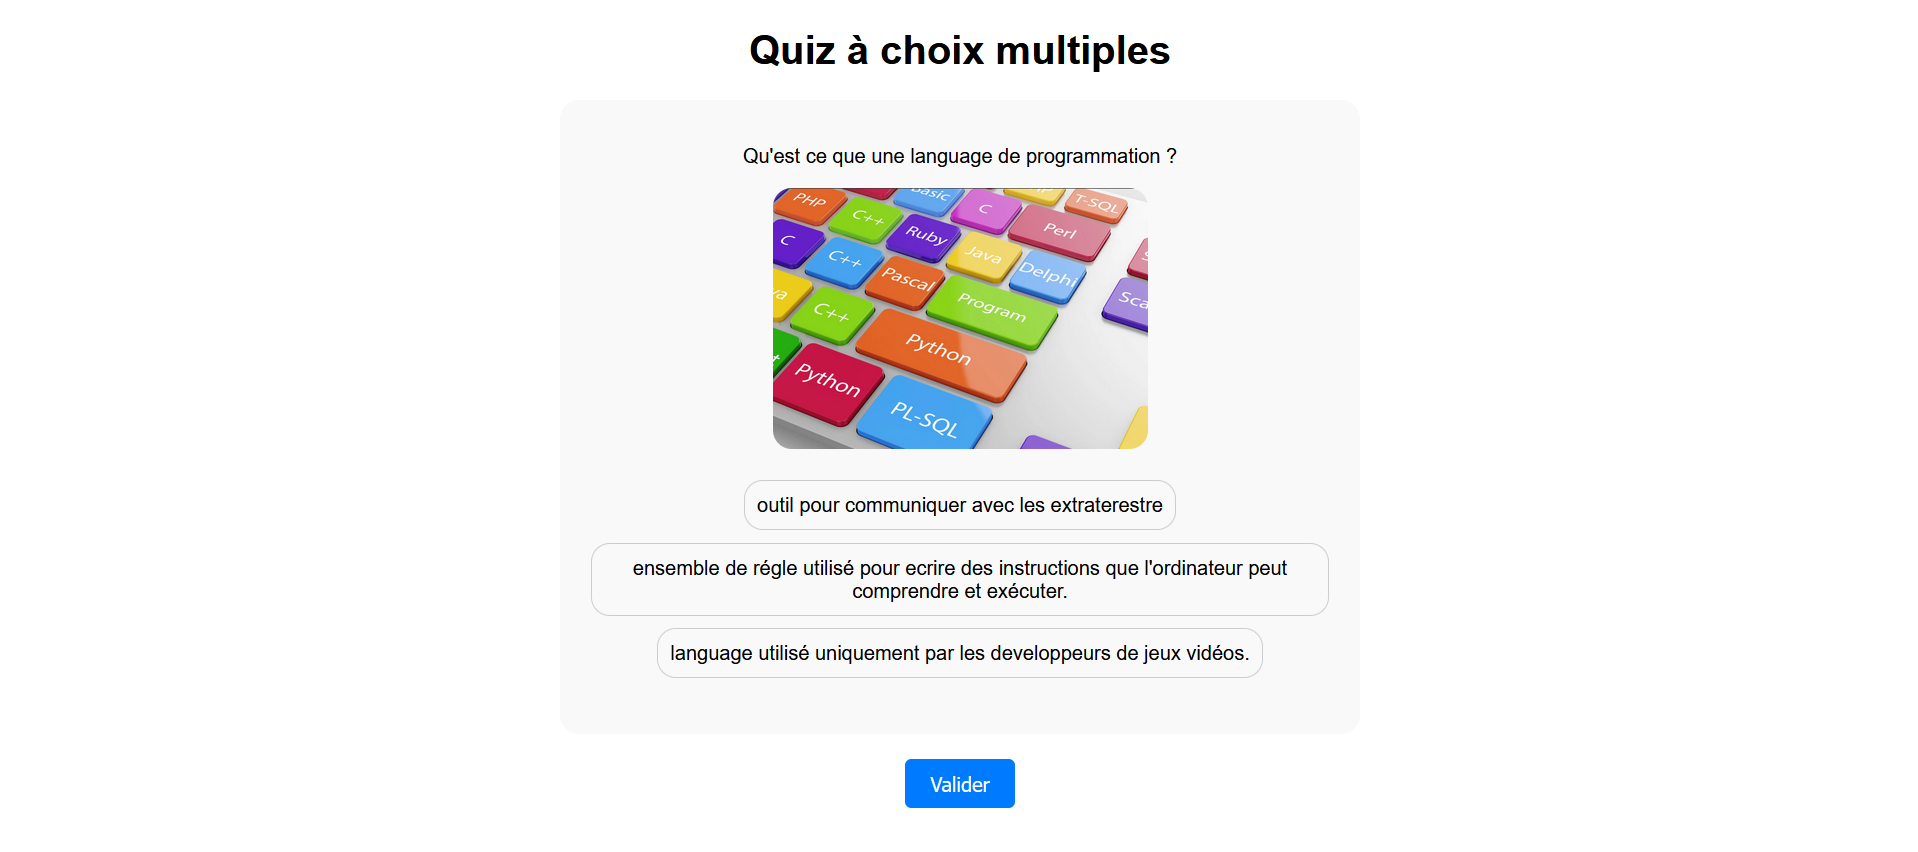 Quiz à choix multiples
Qu'est ce que une language de programmation ?
PHP
Basic
C
T-SQL
C++
Ruby
Perl
C
C++
Java
Delphi
Pascal
Program
C++
Python
Python
PL-SQL
outil pour communiquer avec les extraterestre
ensemble de régle utilisé pour ecrire des instructions que l'ordinateur peut
comprendre et exécuter.
language utilisé uniquement par les developpeurs de jeux vidéos.
Valider